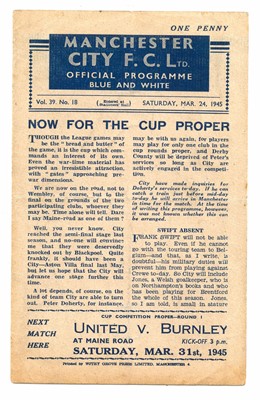 ONE PENNY
MANCHESTER
CITY F. C. LTD.
OFFICIAL PROGRAMME
BLUE AND WHITE
Vol. 39. No. 18
SATURDAY, MAR. 24, 1945
NOW FOR THE CUP PROPER
THOUGH the League games may
be the "bread and butter" of
of the game, it is the cup which commands
an interest of its own.
Even the war-time material has
proved an irresistible attraction,
with "gates" approaching pre-
war dimensions.
We are now on the road, not to
Wembley, of course, but to the
final on the grounds of the two
participating clubs, whoever they
may be. Time alone will tell. Dare
I say Maine-road as one of them?
Well, you never know. City
reached the semi-final stage last
season, and no-one will convince
me that they were deservedly
knocked out by Blackpool. Quite
frankly, it should have been a
City—Aston Villa final last May,
but let us hope that the City will
advance one stage further this
time.
A lot depends, of course, on the
kind of team City are able to turn
out. Peter Doherty, for instance,
may be with us again, for players
may play for only one club in the
cup rounds proper, and Derby
County will be deprived of Peter's
services so long as City are
actively engaged in the competition.
City have made inquiries for
Doherty's services for to-day. If he was
catch a train just before mid-
day he will arrive in Manchester
in time for the match. At the time
of writing this programme, however,
it was not known whether this can
be arranged.
SWIFT ABSENT
FRANK SWIFT will not be able
to play. Even if he cannot
go with the touring team to Belgium—and
that, as I write, is
doubtful—his military duties will
prevent him from playing against
Crewe to-day. So City will include
Jones, a Welsh goalkeeper, who is
on Northampton's books and who
has been playing for Brentford
the whole of this season. Jones,
so I am told, is small in stature
NEXT
MATCH
HERE
CUP COMPETITION PROPER—ROUND 1
UNITED v. BURNLEY
AT MAINE ROAD
KICK-OFF 3 p.m.
SATURDAY, MAR. 31st, 1945